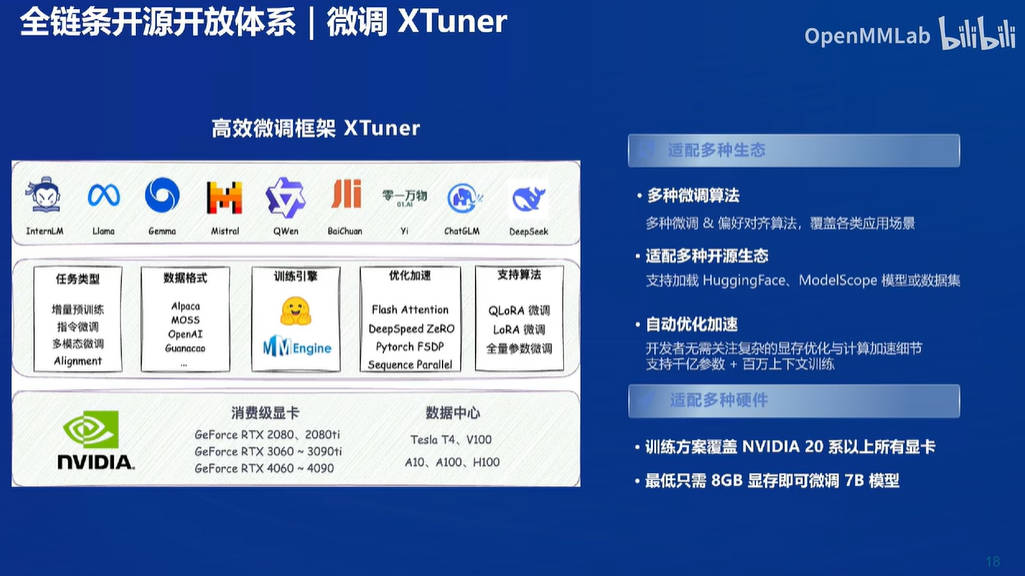 全链条开源开放体系 | 微调 XTuner
OpenMMLab bilibili
高效微调框架 XTuner
InternLM Llama Gemma Mistral QWen BaiChuan Yi ChatGLM DeepSeek
零一万物
01.AI
任务类型
增量预训练
指令微调
多模态微调
Alignment
数据格式
Alpaca
MOSS
OpenAI
Guanacao
...
训练引擎
MMEngine
优化加速
Flash Attention
DeepSpeed ZeRO
Pytorch FSDP
Sequence Parallel
支持算法
QLoRA 微调
LoRA 微调
全量参数微调
NVIDIA.
消费级显卡
GeForce RTX 2080、2080ti
GeForce RTX 3060 ~ 3090ti
GeForce RTX 4060 ~ 4090
数据中心
Tesla T4、V100
A10、A100、H100
适配多种生态
• 多种微调算法
多种微调 & 偏好对齐算法，覆盖各类应用场景
• 适配多种开源生态
支持加载 HuggingFace、ModelScope 模型或数据集
• 自动优化加速
开发者无需关注复杂的显存优化与计算加速细节
支持千亿参数 + 百万上下文训练
适配多种硬件
• 训练方案覆盖 NVIDIA 20 系以上所有显卡
• 最低只需 8GB 显存即可微调 7B 模型
18